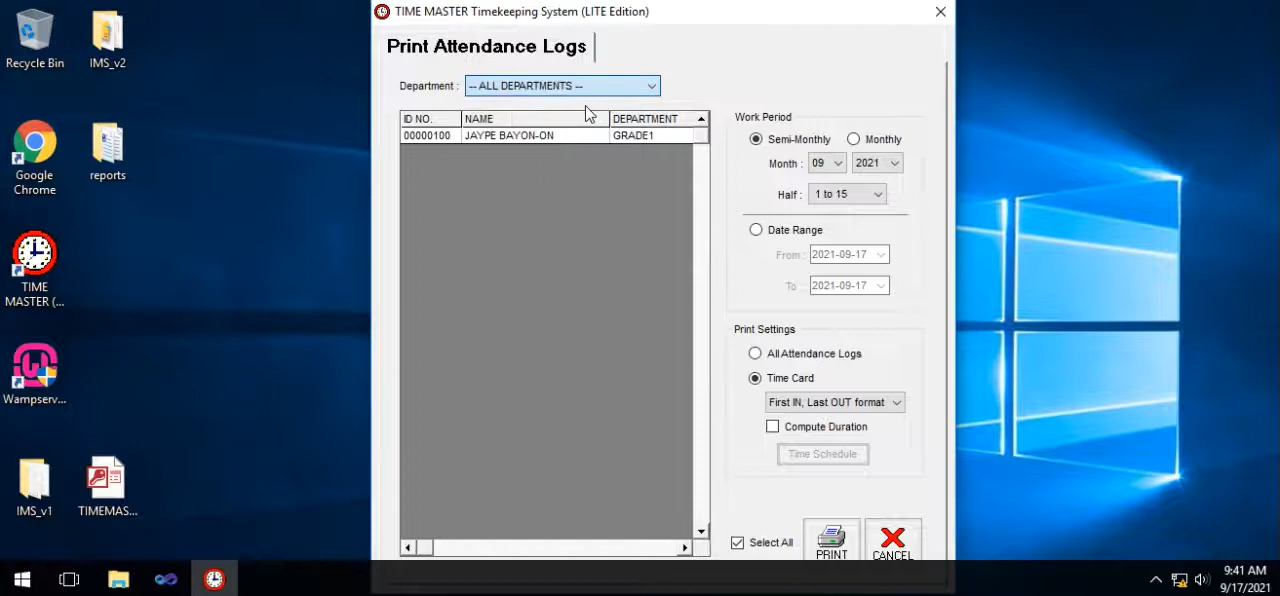 TIME MASTER Timekeeping System (LITE Edition)
Recycle Bin
IMS_v2
Print Attendance Logs
Department :
-- ALL DEPARTMENTS --
ID NO. NAME DEPARTMENT
00000100 JAYPE BAYON-ON GRADE1
Work Period
Semi-Monthly Monthly
Month : 09 2021
Half : 1 to 15
Date Range
From : 2021-09-17
To 2021-09-17
Print Settings
All Attendance Logs
Time Card
First IN, Last OUT format
Compute Duration
Time Schedule
Select All
PRINT
CANCEL
Google
Chrome
reports
TIME
MASTER (...
Wampserv...
IMS_v1
TIMEMAS...
9:41 AM
9/17/2021